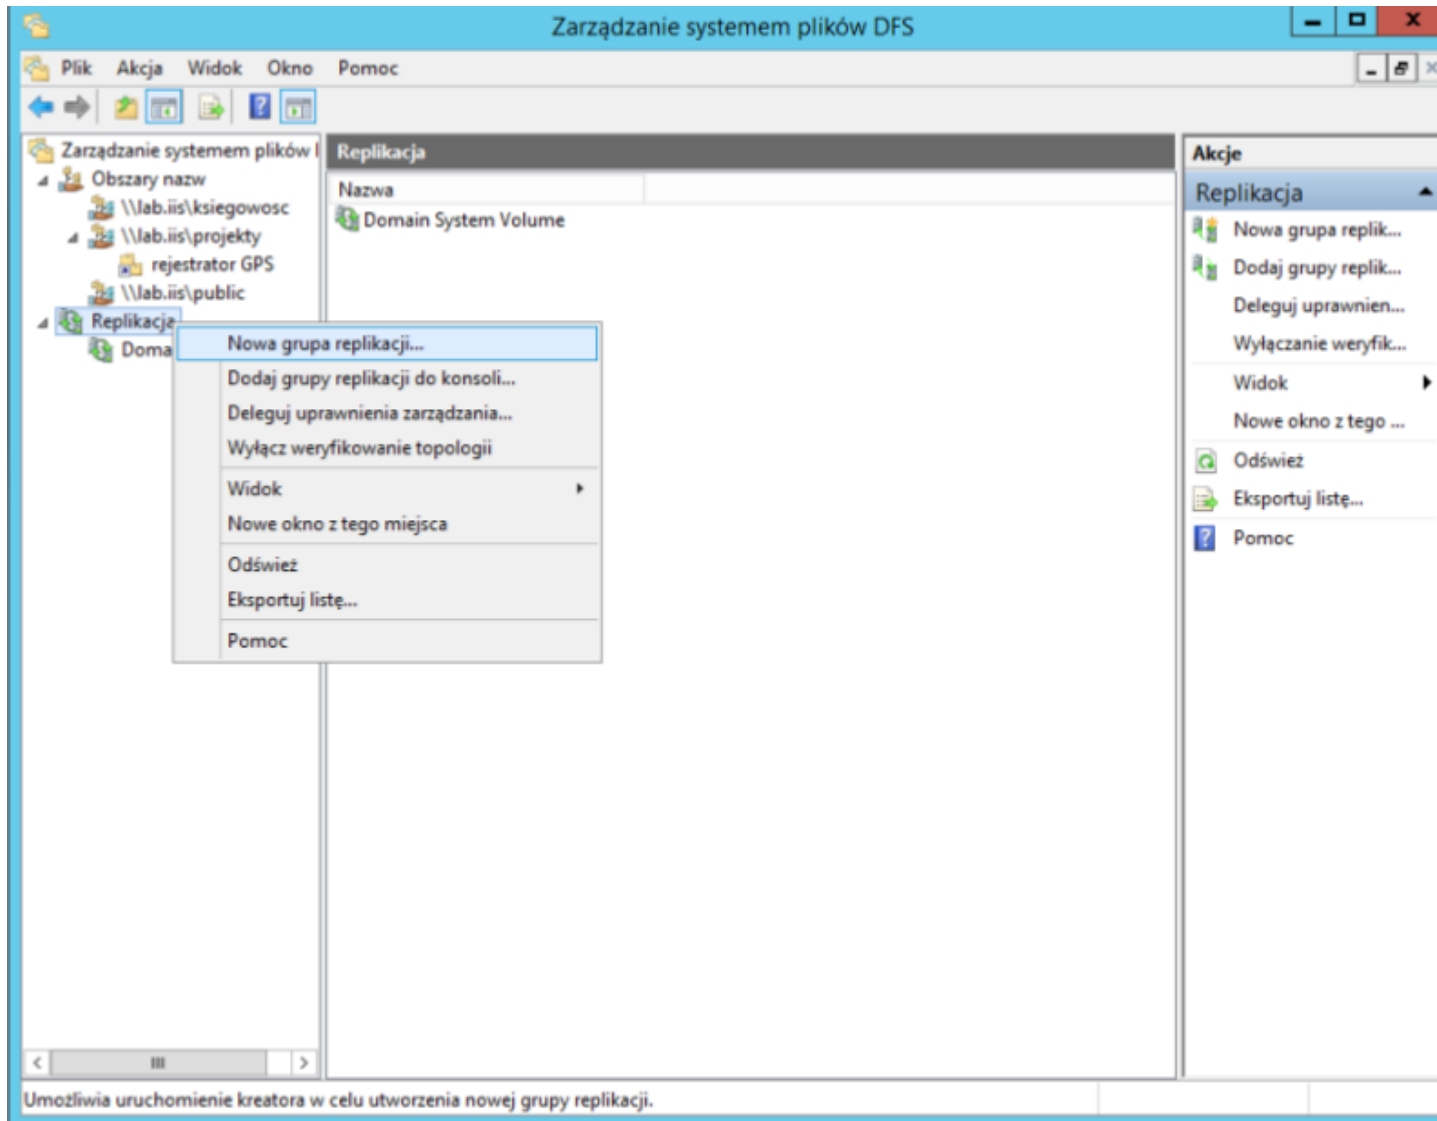 Zarządzanie systemem plików DFS
Plik Akcja Widok Okno Pomoc
Zarządzanie systemem plików
Obszary nazw
\\lab.iis\ksiegowosc
\\lab.iis\projekty
rejestrator GPS
\\lab.iis\public
Replikacja
Doma
Replikacja
Nazwa
Domain System Volume
Nowa grupa replikacji...
Dodaj grupy replikacji do konsoli...
Deleguj uprawnienia zarządzania...
Wyłącz weryfikowanie topologii
Widok
Nowe okno z tego miejsca
Odśwież
Eksportuj listę...
Pomoc
Akcje
Replikacja
Nowa grupa replik...
Dodaj grupy replik...
Deleguj uprawnien...
Wyłączanie weryfik...
Widok
Nowe okno z tego ...
Odśwież
Eksportuj listę...
Pomoc
Umożliwia uruchomienie kreatora w celu utworzenia nowej grupy replikacji.